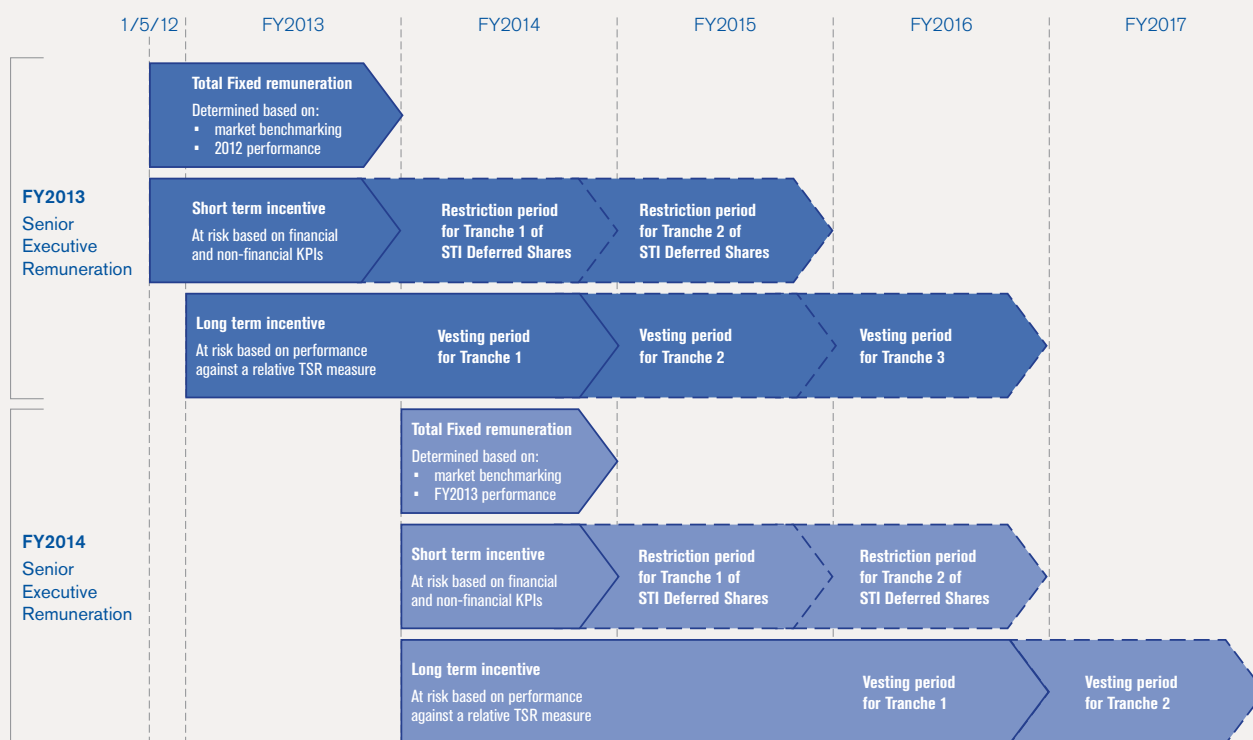 1/5/12 FY2013 FY2014 FY2015 FY2016 FY2017
FY2013
Senior
Executive
Remuneration
Total Fixed remuneration
Determined based on:
▪ market benchmarking
▪ 2012 performance
Short term incentive
At risk based on financial
and non-financial KPIs
Restriction period
for Tranche 1 of
STI Deferred Shares
Restriction period
for Tranche 2 of
STI Deferred Shares
Long term incentive
At risk based on performance
against a relative TSR measure
Vesting period
for Tranche 1
Vesting period
for Tranche 2
Vesting period
for Tranche 3
FY2014
Senior
Executive
Remuneration
Total Fixed remuneration
Determined based on:
▪ market benchmarking
▪ FY2013 performance
Short term incentive
At risk based on financial
and non-financial KPIs
Restriction period
for Tranche 1 of
STI Deferred Shares
Restriction period
for Tranche 2 of
STI Deferred Shares
Long term incentive
At risk based on performance
against a relative TSR measure
Vesting period
for Tranche 1
Vesting period
for Tranche 2